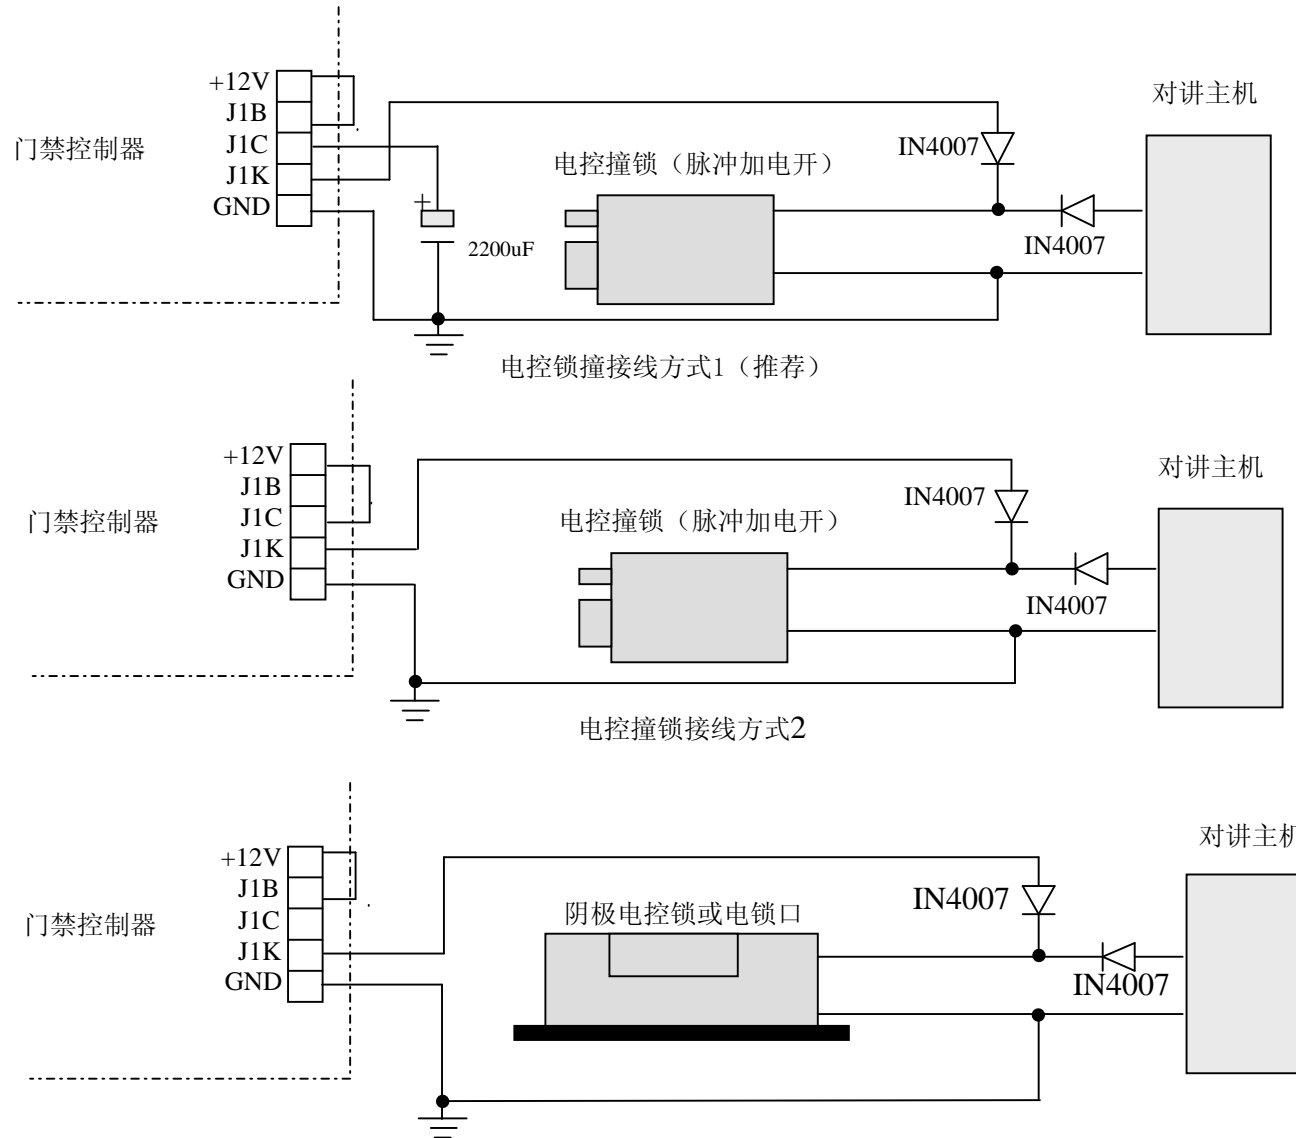 +12V
J1B
J1C
J1K
GND
门禁控制器
+
2200uF
电控撞锁（脉冲加电开）
IN4007
IN4007
对讲主机
电控锁撞接线方式1（推荐）
+12V
J1B
J1C
J1K
GND
门禁控制器
电控撞锁（脉冲加电开）
IN4007
IN4007
对讲主机
电控撞锁接线方式2
+12V
J1B
J1C
J1K
GND
门禁控制器
阴极电控锁或电锁口
IN4007
IN4007
对讲主机